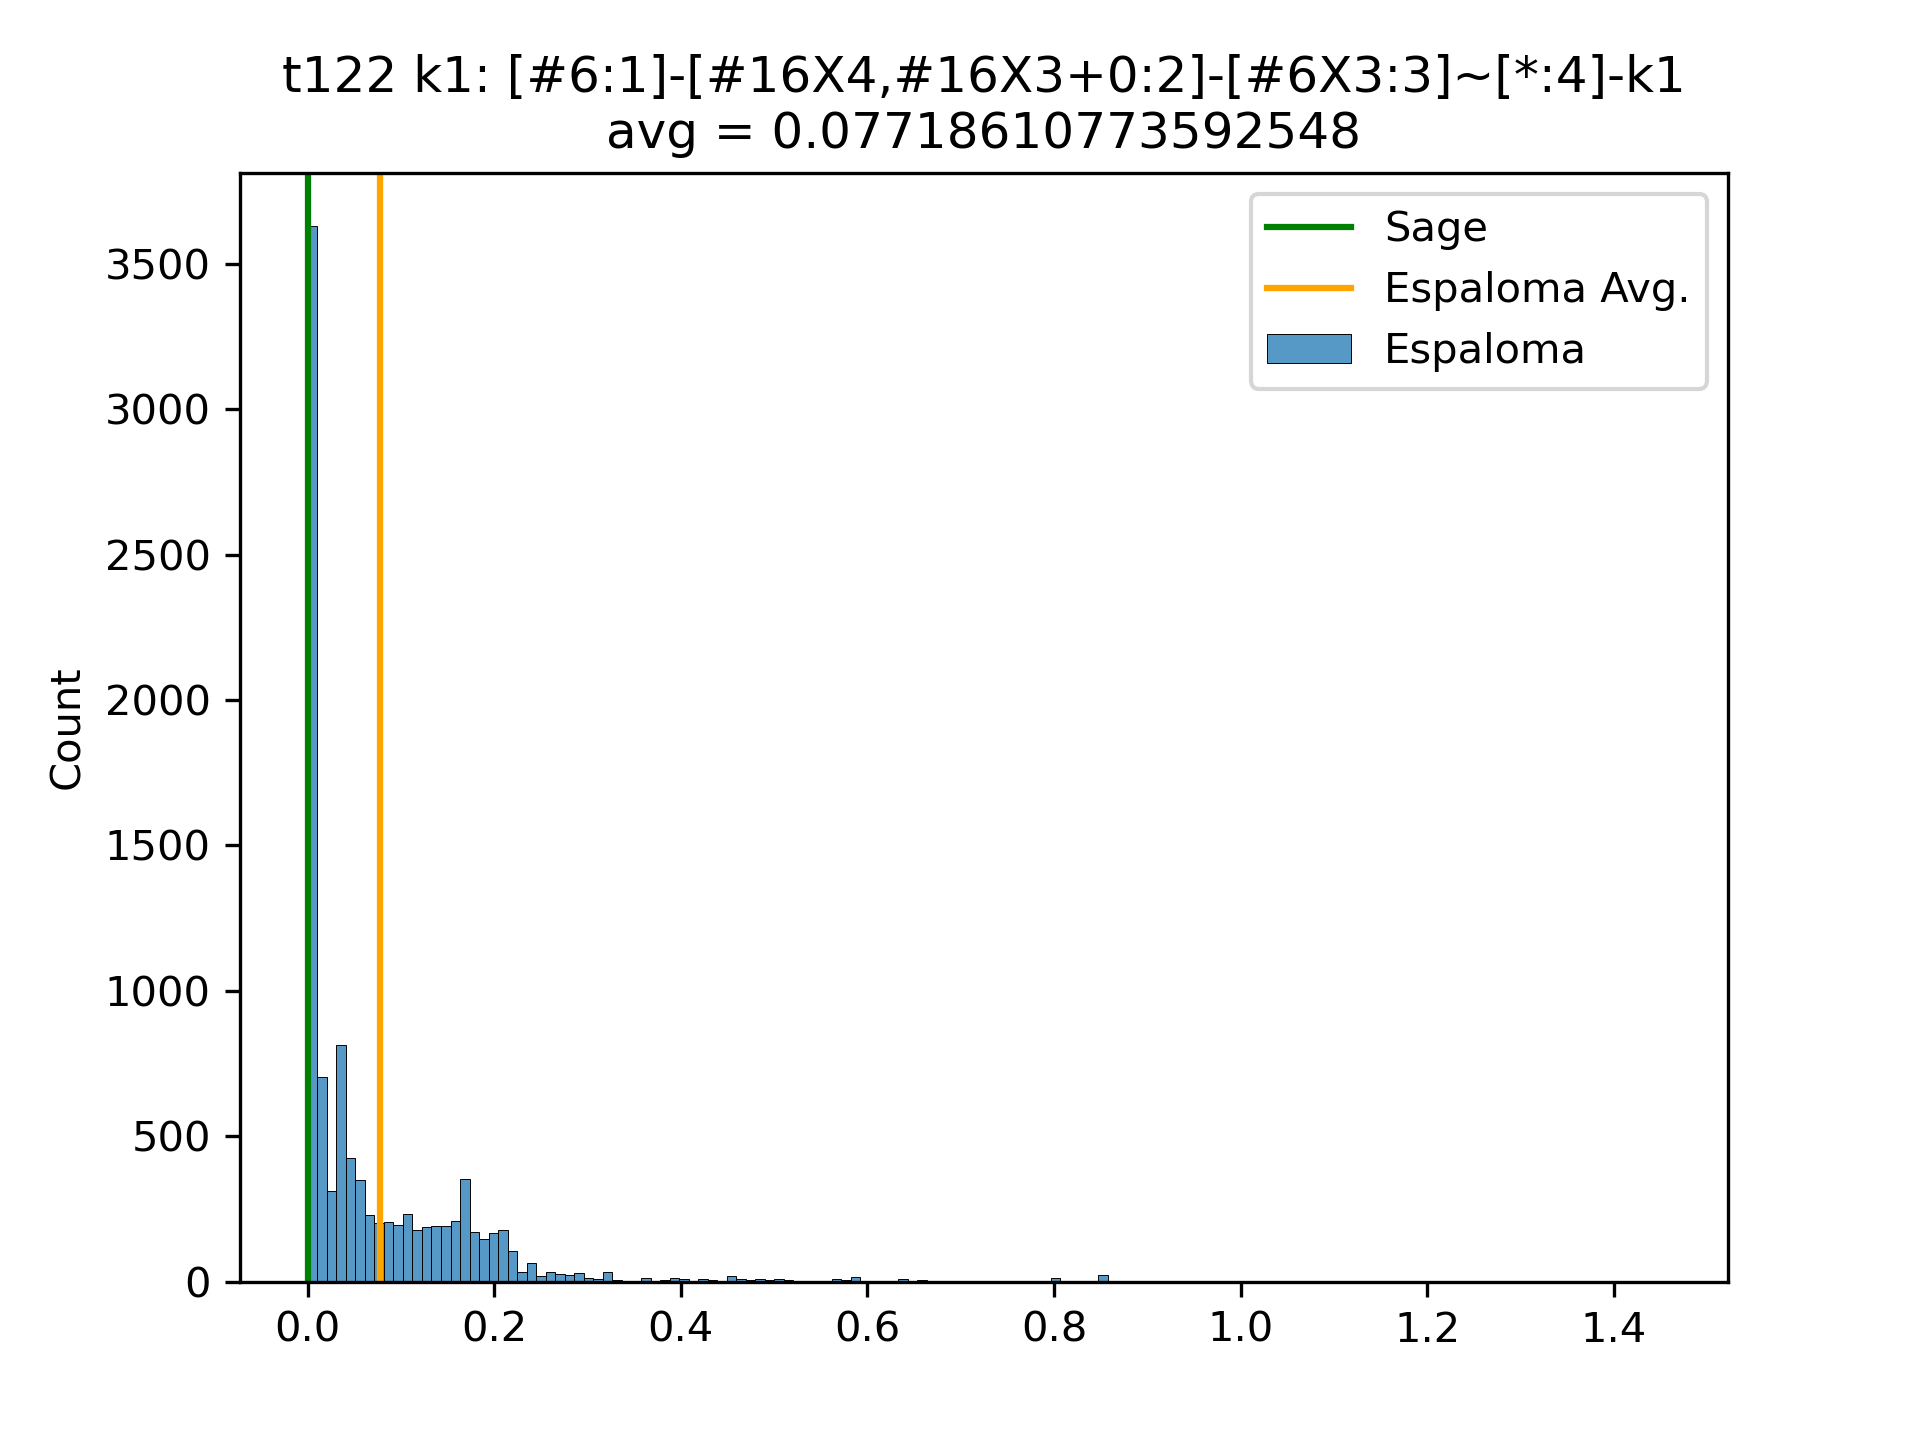 t122 k1: [#6:1]-[#16X4,#16X3+0:2]-[#6X3:3]~[*:4]-k1
avg = 0.07718610773592548
Sage
Espaloma Avg.
Espaloma
Count
3500
3000
2500
2000
1500
1000
500
0
0.0 0.2 0.4 0.6 0.8 1.0 1.2 1.4